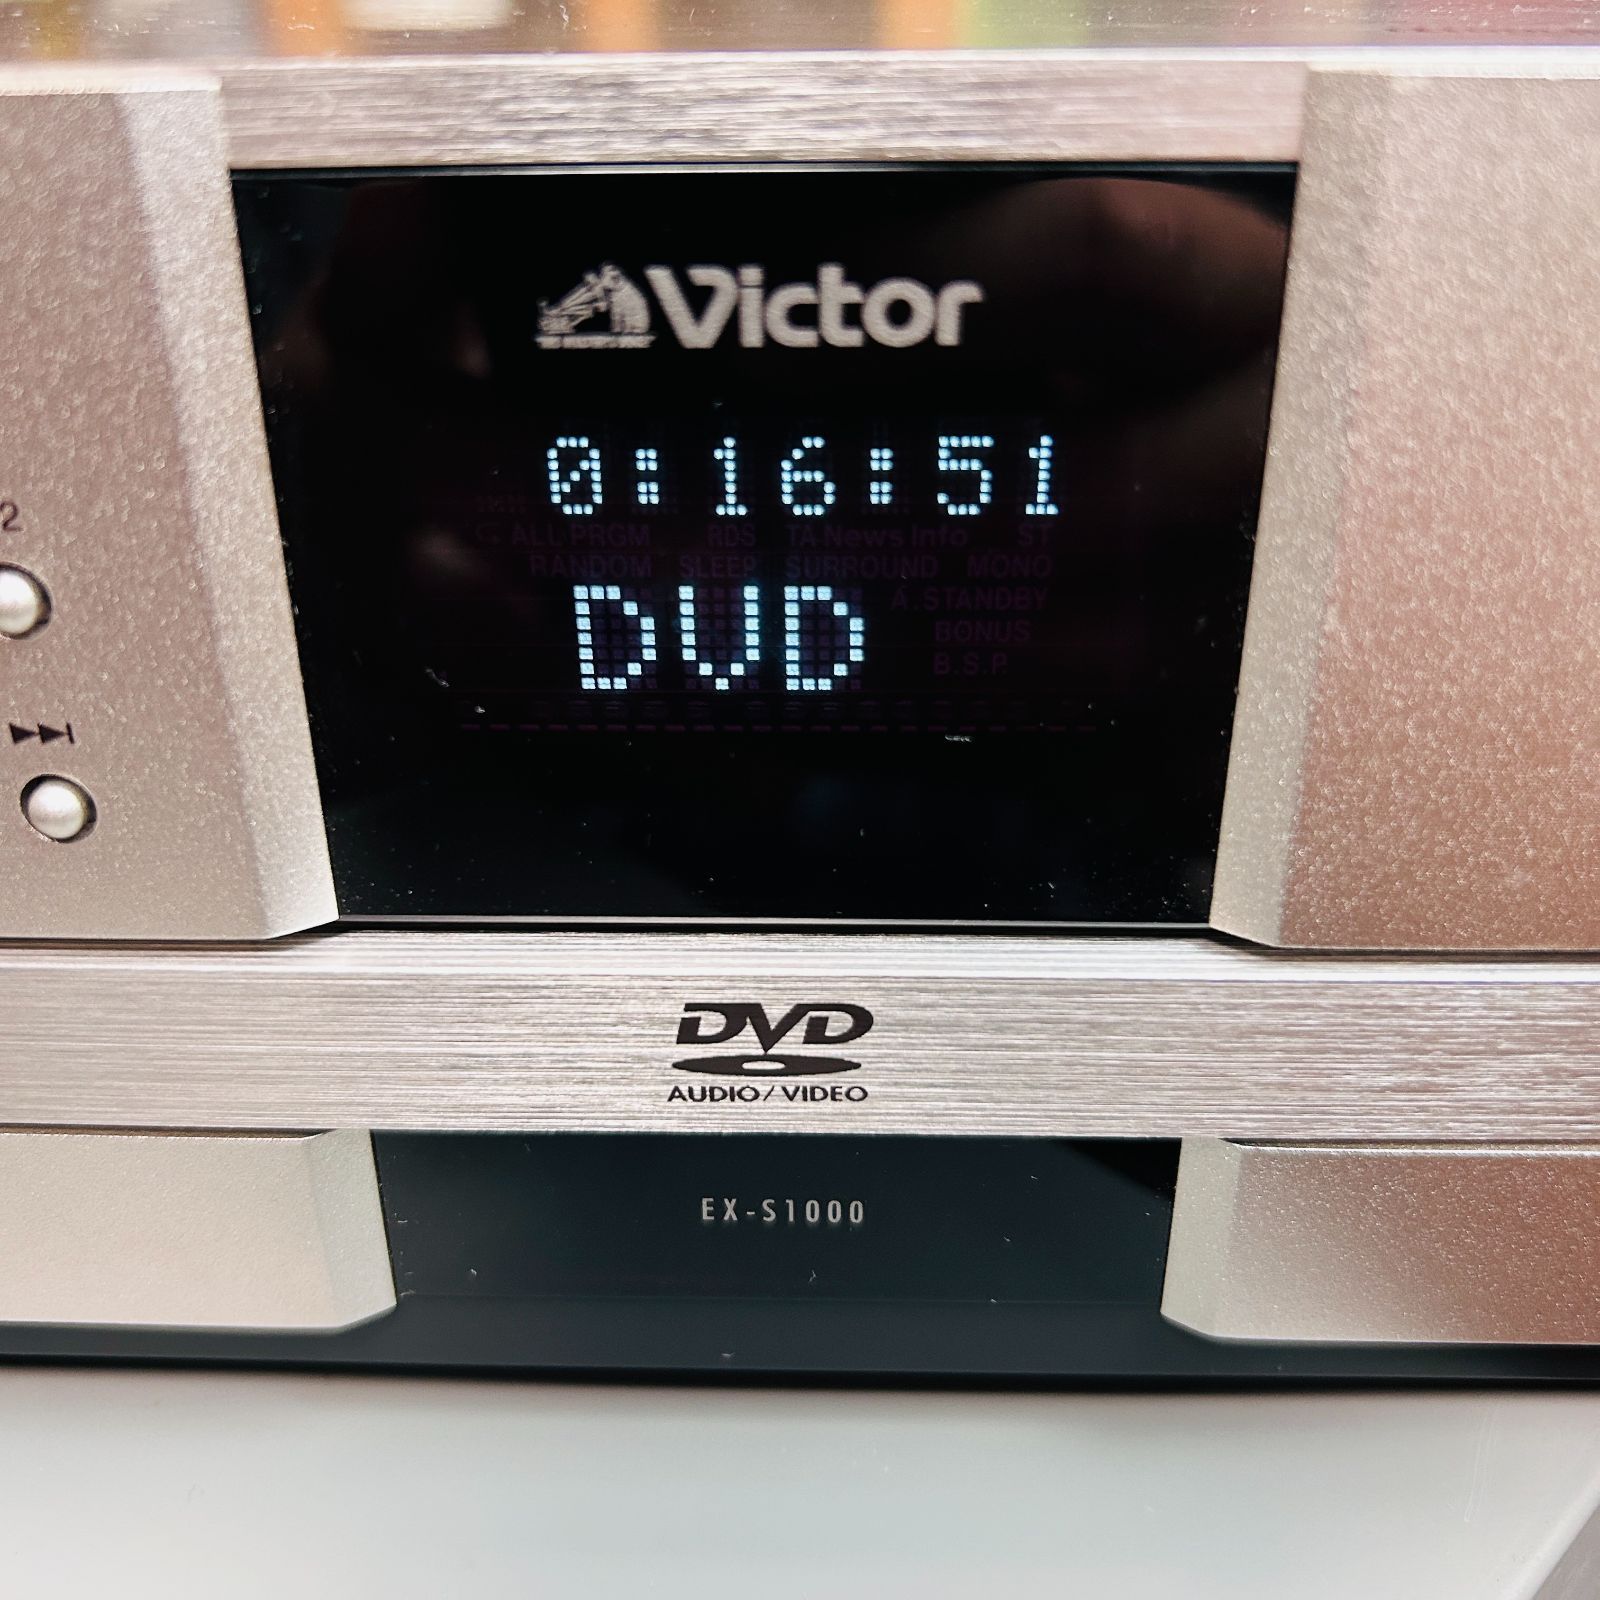 Victor
0:16:51
ALL PRGM RDS TA News Info ST
RANDOM SLEEP SURROUND MONO
DVD
A.STANDBY
BONUS
B.S.P.
2
DVD
AUDIO/VIDEO
EX-S1000